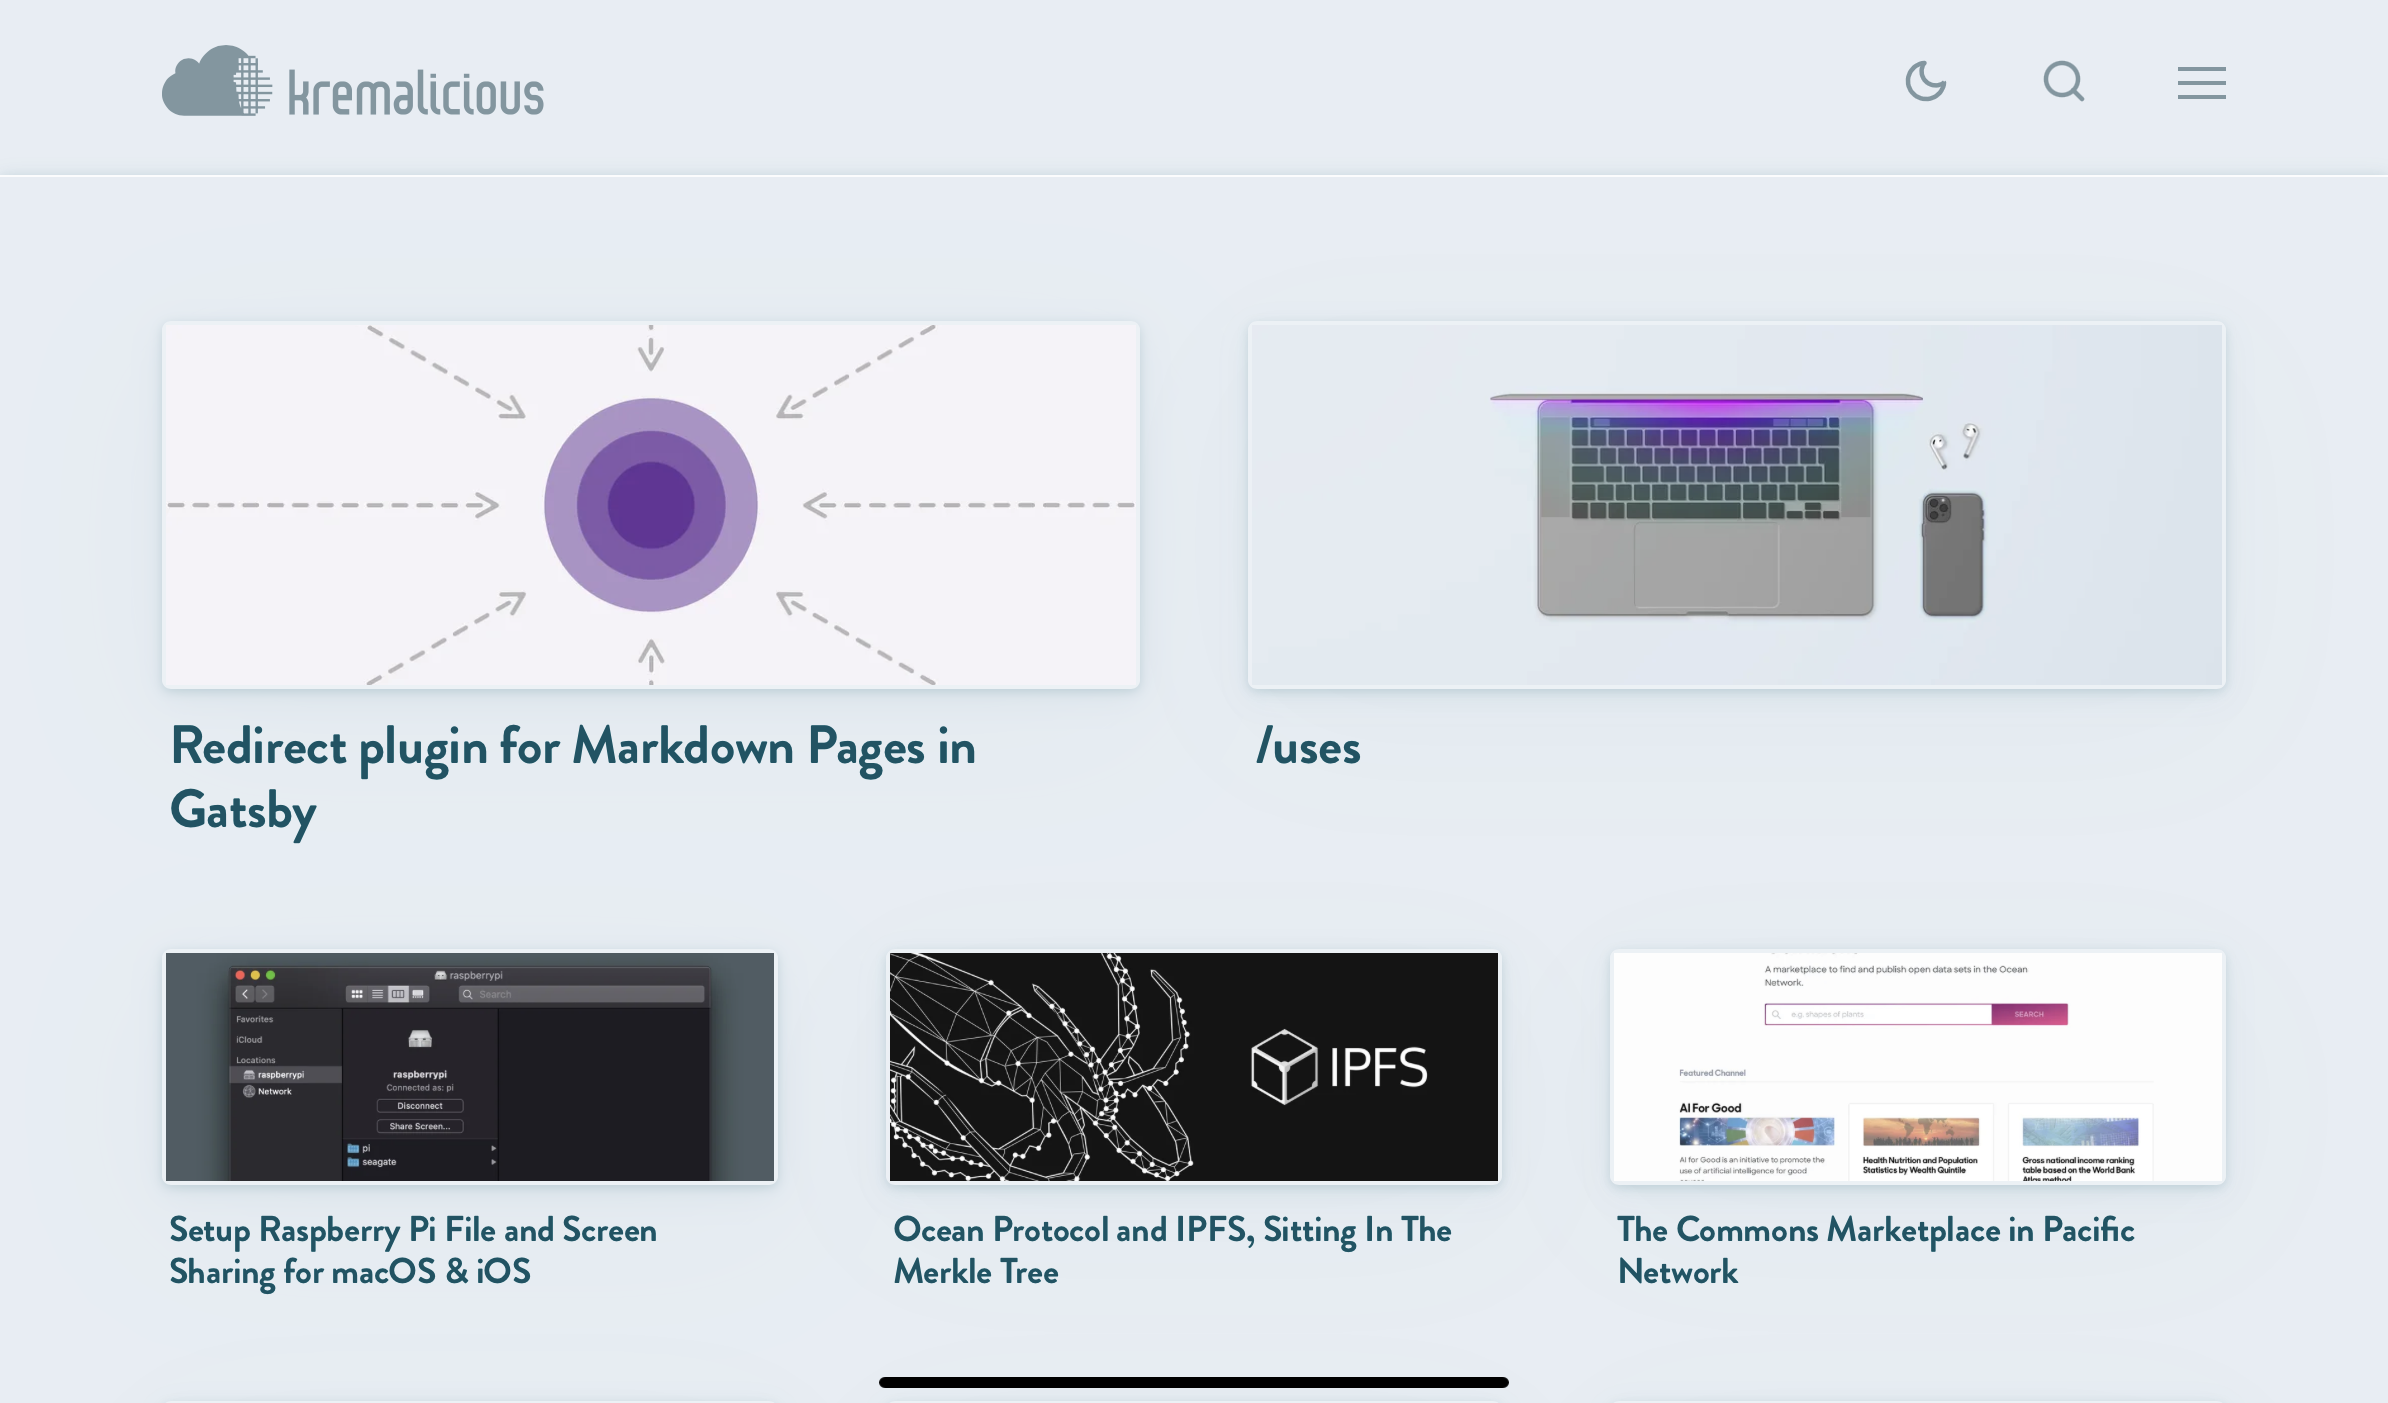 kremalicious
Redirect plugin for Markdown Pages in
Gatsby
/uses
raspberrypi
Search
Favorites
iCloud
Locations
raspberrypi
Network
raspberrypi
Connected as: pi
Disconnect
Share Screen...
pi
seagate
Setup Raspberry Pi File and Screen
Sharing for macOS & iOS
IPFS
Ocean Protocol and IPFS, Sitting In The
Merkle Tree
A marketplace to find and publish open data sets in the Ocean
Network.
e.g. shapes of plants
SEARCH
Featured Channel
AI For Good
AI for Good is an initiative to promote the
use of artificial intelligence for good
Health Nutrition and Population
Statistics by Wealth Quintile
Gross national income ranking
table based on the World Bank
Atlas method
The Commons Marketplace in Pacific
Network